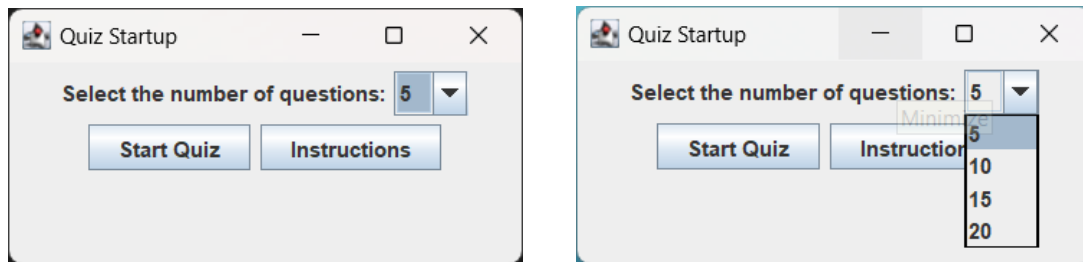 Quiz Startup
Select the number of questions: 5
Start Quiz Instructions
Quiz Startup
Select the number of questions: 5
Minimize
Start Quiz Instruction
5
10
15
20